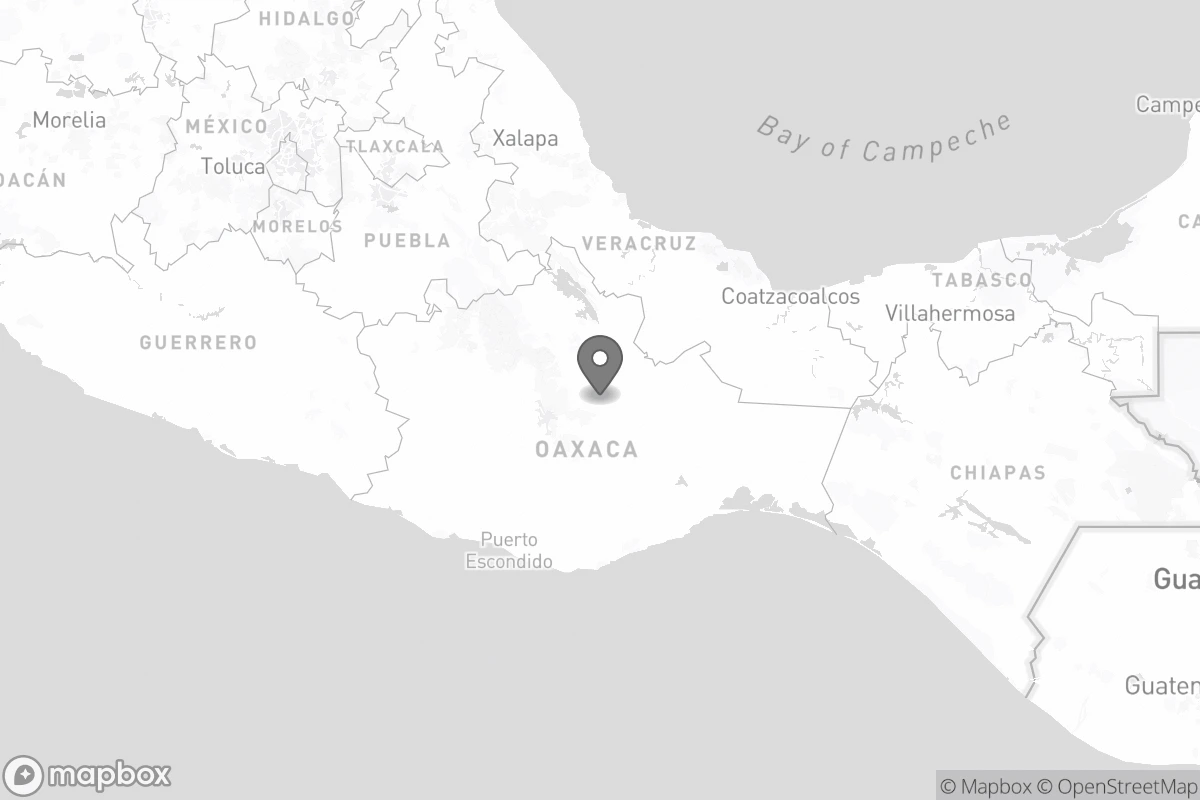 HIDALGO
Morelia
MÉXICO
Toluca
TLAXCALA
Xalapa
Bay of Campeche
Campe
OACÁN
MORELOS
PUEBLA
VERACRUZ
CA
TABASCO
Coatzacoalcos
Villahermosa
GUERRERO
OAXACA
CHIAPAS
Puerto
Escondido
Gua
Guaten
mapbox
© Mapbox © OpenStreetMap